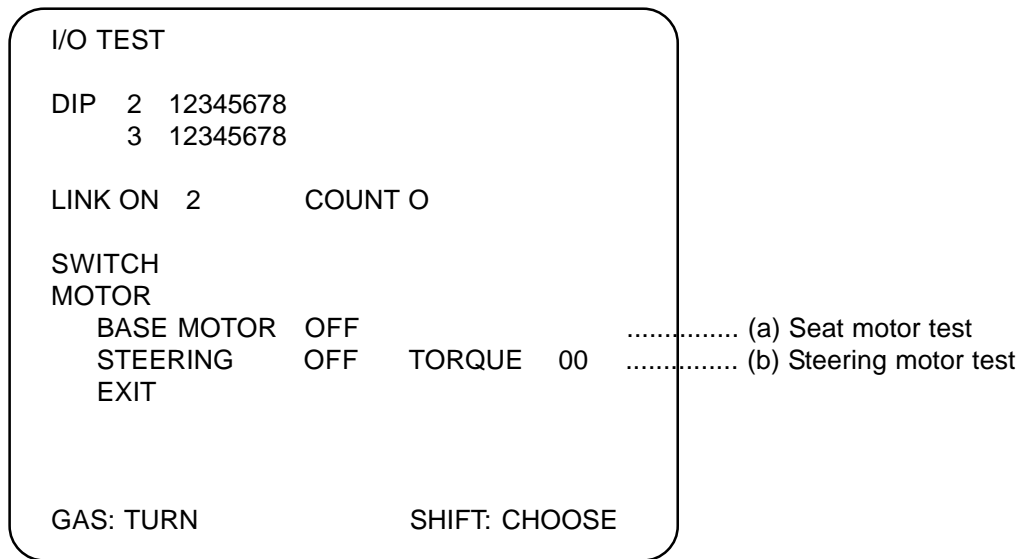 I/O TEST
DIP 2 12345678
3 12345678
LINK ON 2 COUNT O
SWITCH
MOTOR
BASE MOTOR OFF ............... (a) Seat motor test
STEERING OFF TORQUE 00 ............... (b) Steering motor test
EXIT
GAS: TURN SHIFT: CHOOSE